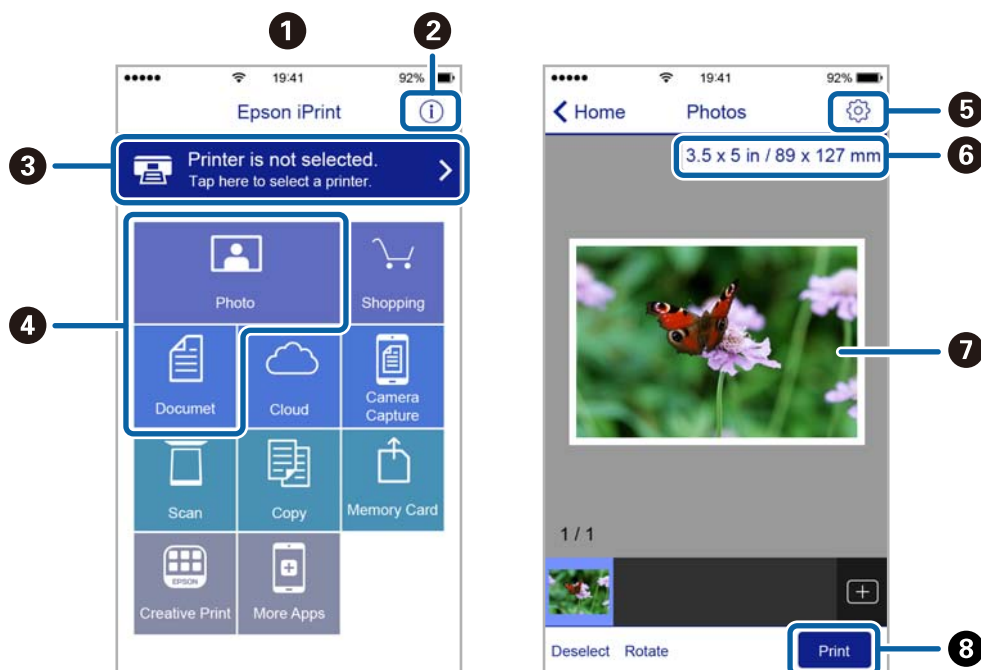 1
2
19:41
92%
Epson iPrint
3
Printer is not selected.
Tap here to select a printer.
4
Photo
Shopping
Documet
Cloud
Camera
Capture
Scan
Copy
Memory Card
EPSON
Creative Print
More Apps
19:41
92%
Home
Photos
5
3.5 x 5 in / 89 x 127 mm
6
7
1 / 1
Deselect
Rotate
Print
8